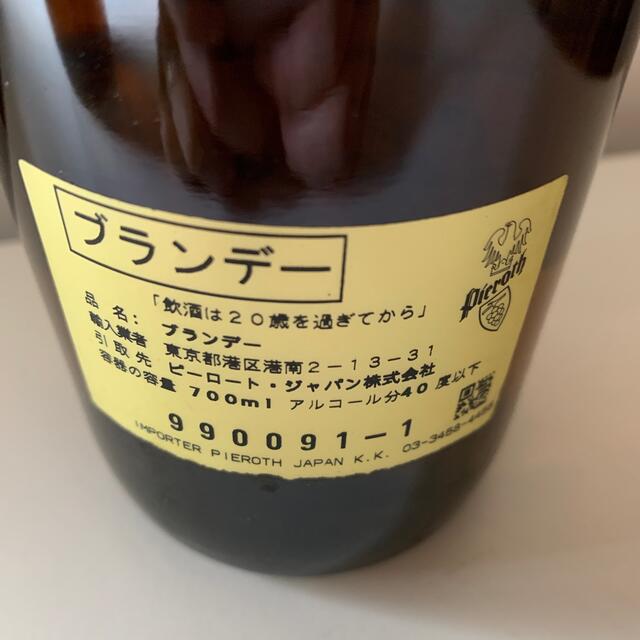 ブランデー
Pieroth
「飲酒は20歳を過ぎてから」
品名: ブランデー
輸入業者 東京都港区港南2-13-31
引取先 ピーロート・ジャパン株式会社
容器の容量 700ml アルコール分40度以下
990091-1
IMPORTER PIEROTH JAPAN K.K. 03-3458-4455